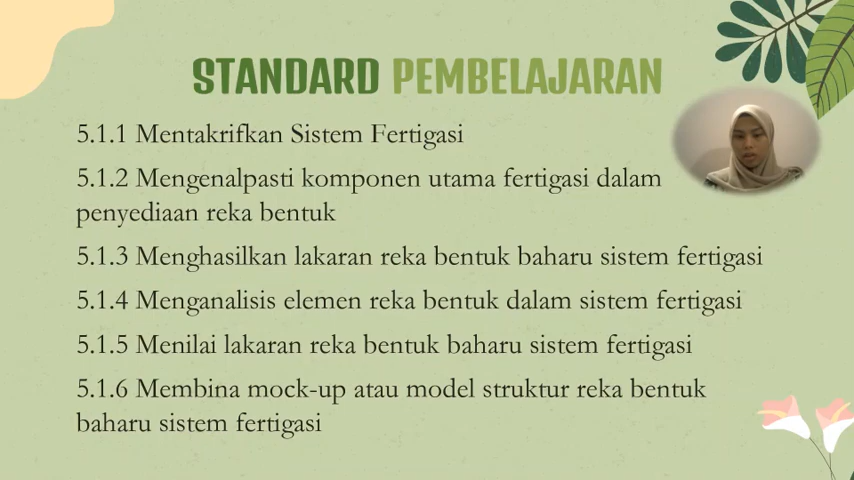 STANDARD PEMBELAJARAN
5.1.1 Mentakrifkan Sistem Fertigasi
5.1.2 Mengenalpasti komponen utama fertigasi dalam
penyediaan reka bentuk
5.1.3 Menghasilkan lakaran reka bentuk baharu sistem fertigasi
5.1.4 Menganalisis elemen reka bentuk dalam sistem fertigasi
5.1.5 Menilai lakaran reka bentuk baharu sistem fertigasi
5.1.6 Membina mock-up atau model struktur reka bentuk
baharu sistem fertigasi